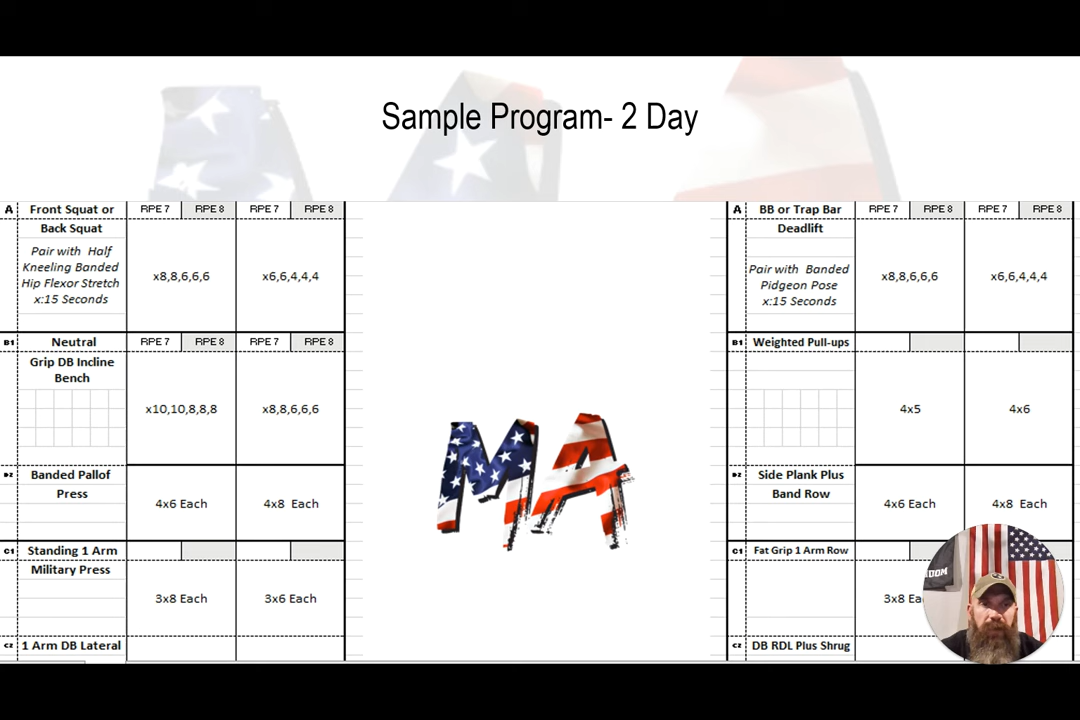 Sample Program- 2 Day
A Front Squat or RPE 7 RPE 8 RPE 7 RPE 8
Back Squat
Pair with Half
Kneeling Banded
Hip Flexor Stretch
x:15 Seconds
x8,8,6,6,6 x6,6,4,4,4
B1 Neutral RPE 7 RPE 8 RPE 7 RPE 8
Grip DB Incline
Bench
x10,10,8,8,8 x8,8,6,6,6
B2 Banded Pallof
Press
4x6 Each 4x8 Each
C1 Standing 1 Arm
Military Press
3x8 Each 3x6 Each
C2 1 Arm DB Lateral
MA
A BB or Trap Bar RPE 7 RPE 8 RPE 7 RPE 8
Deadlift
Pair with Banded
Pidgeon Pose
x:15 Seconds
x8,8,6,6,6 x6,6,4,4,4
B1 Weighted Pull-ups
4x5 4x6
B2 Side Plank Plus
Band Row
4x6 Each 4x8 Each
C1 Fat Grip 1 Arm Row
3x8 Ea
C2 DB RDL Plus Shrug